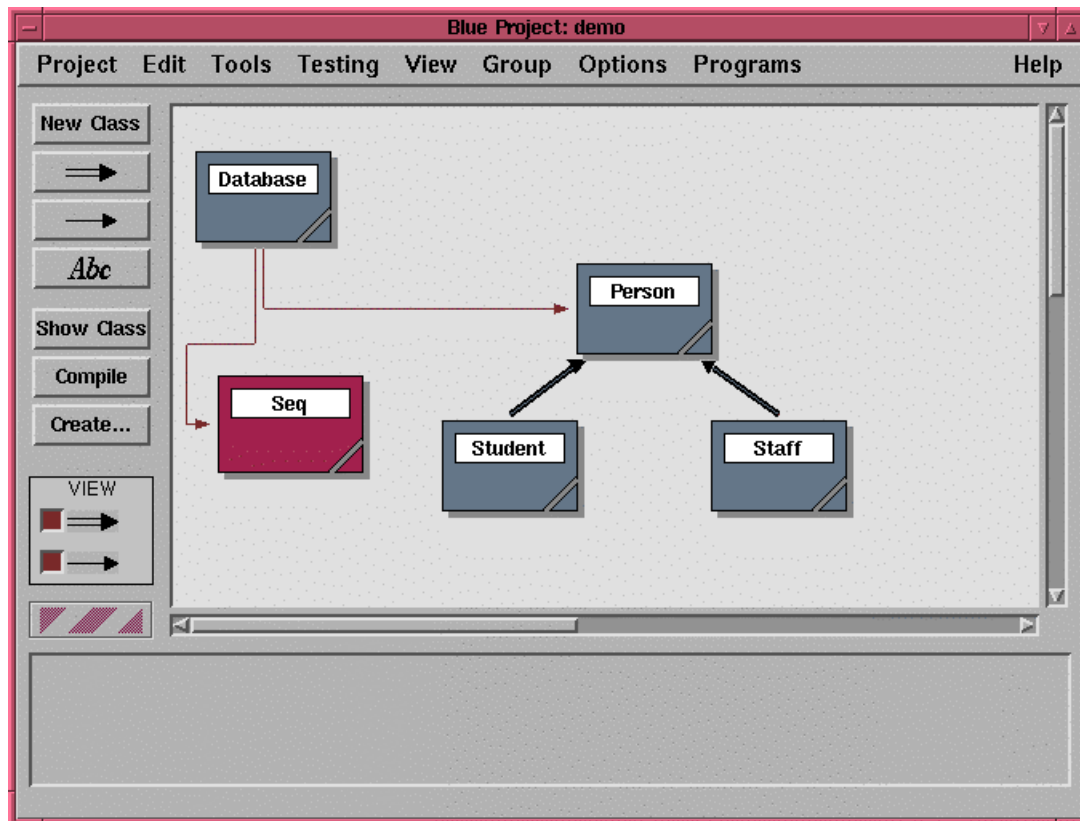 Blue Project: demo
Project Edit Tools Testing View Group Options Programs Help
New Class
Abc
Show Class
Compile
Create...
VIEW
Database
Person
Seq
Student
Staff